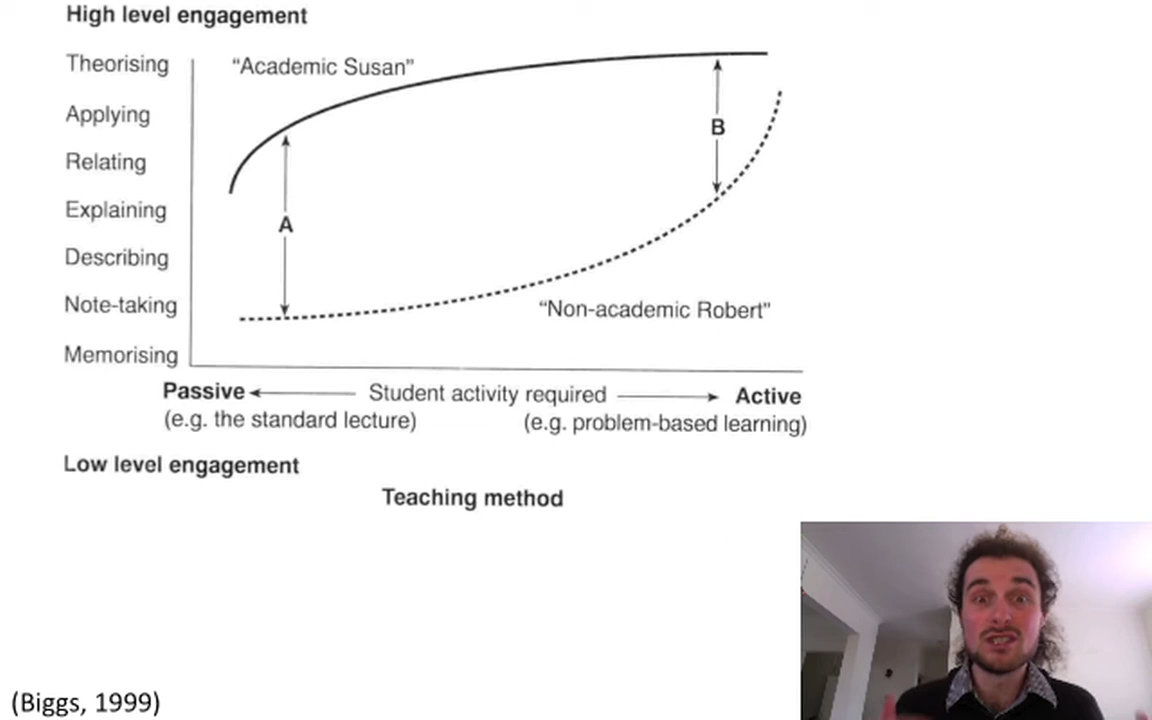 High level engagement
Theorising
"Academic Susan"
Applying
B
Relating
Explaining
A
Describing
Note-taking
"Non-academic Robert"
Memorising
Passive Student activity required Active
(e.g. the standard lecture) (e.g. problem-based learning)
Low level engagement
Teaching method
(Biggs, 1999)